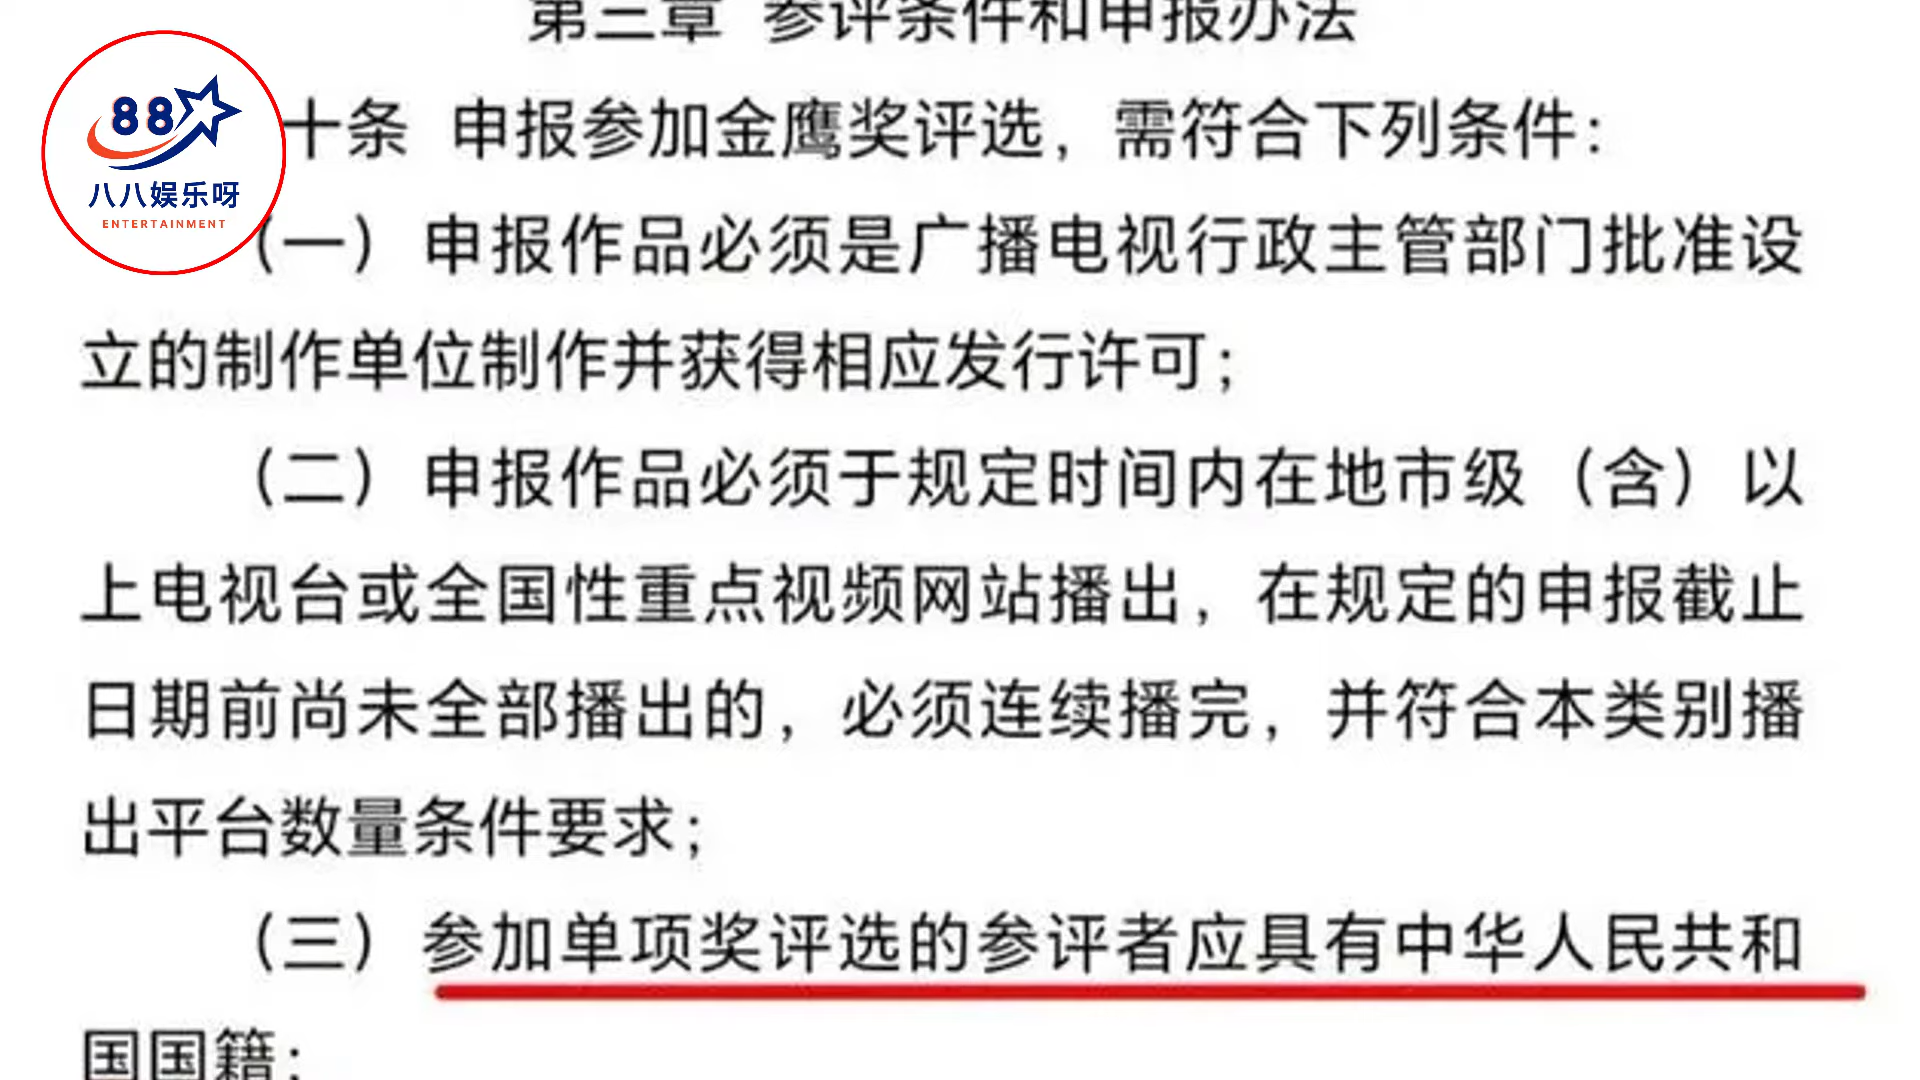 第三章 参评条件和申报办法
88
八八娱乐呀
ENTERTAINMENT
十条 申报参加金鹰奖评选，需符合下列条件：
（一）申报作品必须是广播电视行政主管部门批准设
立的制作单位制作并获得相应发行许可；
（二）申报作品必须于规定时间内在地市级（含）以
上电视台或全国性重点视频网站播出，在规定的申报截止
日期前尚未全部播出的，必须连续播完，并符合本类别播
出平台数量条件要求；
（三）参加单项奖评选的参评者应具有中华人民共和
国国籍；